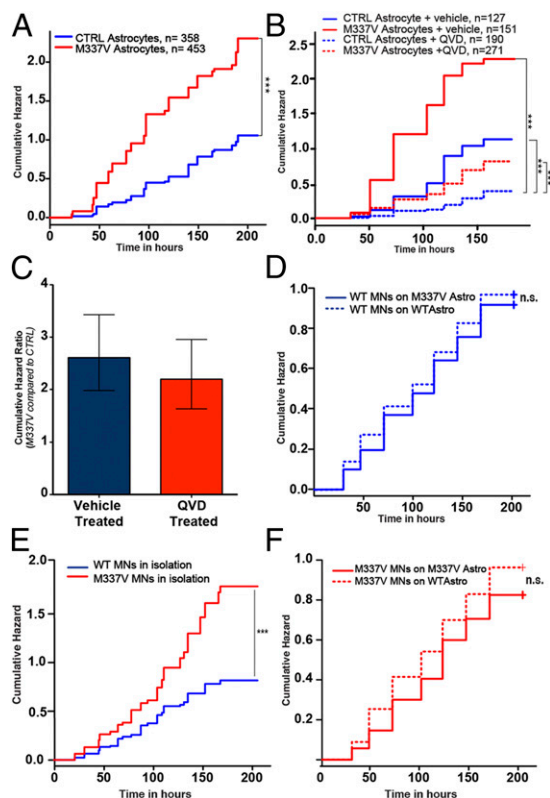 A
CTRL Astrocytes, n= 358
M337V Astrocytes, n= 453
Cumulative Hazard
2.0
1.5
1.0
0.5
0.0
***
0 50 100 150 200
Time in hours
B
CTRL Astrocyte + vehicle, n=127
M337V Astrocytes + vehicle, n=151
CTRL Astrocytes + QVD, n= 190
M337V Astrocytes +QVD, n=271
Cumulative Hazard
2.5
2.0
1.5
1.0
0.5
0.0
***
***
***
0.0 50 100 150 200
Time in hours
C
Cumulative Hazard Ratio
(M337V compared to CTRL)
4
3
2
1
0
Vehicle
Treated
QVD
Treated
D
WT MNs on M337V Astro
WT MNs on WTAstro
n.s.
Cumulative Hazard
1.0
0.8
0.6
0.4
0.2
0.0
0 50 100 150 200
Time in hours
E
WT MNs in isolation
M337V MNs in isolation
Cumulative Hazard
2.0
1.5
1.0
0.5
0.0
***
0 50 100 150 200
Time in hours
F
M337V MNs on M337V Astro
M337V MNs on WTAstro
n.s.
Cumulative Hazard
1.0
0.8
0.6
0.4
0.2
0 50 100 150 200
Time in hours